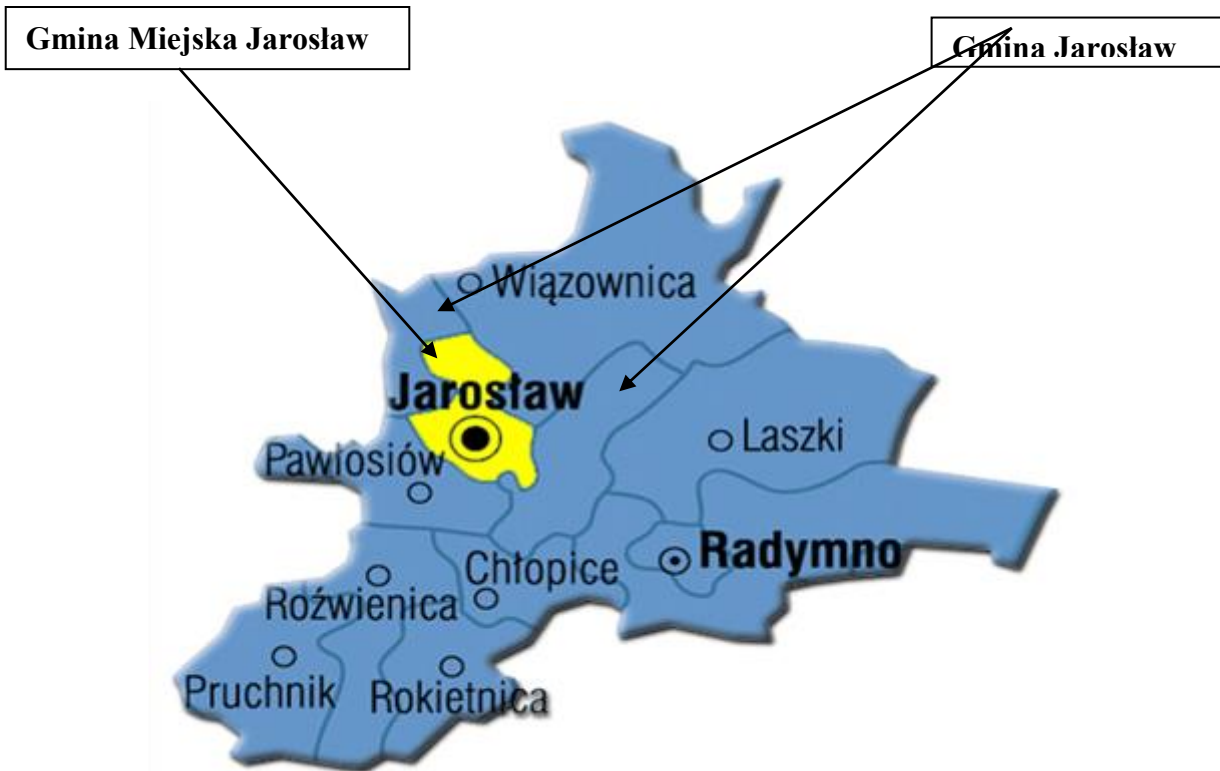 Gmina Miejska Jarosław
Gmina Jarosław
Wiązownica
Jarosław
Laszki
Pawłosiów
Radymno
Chłopice
Roźwienica
Pruchnik
Rokietnica